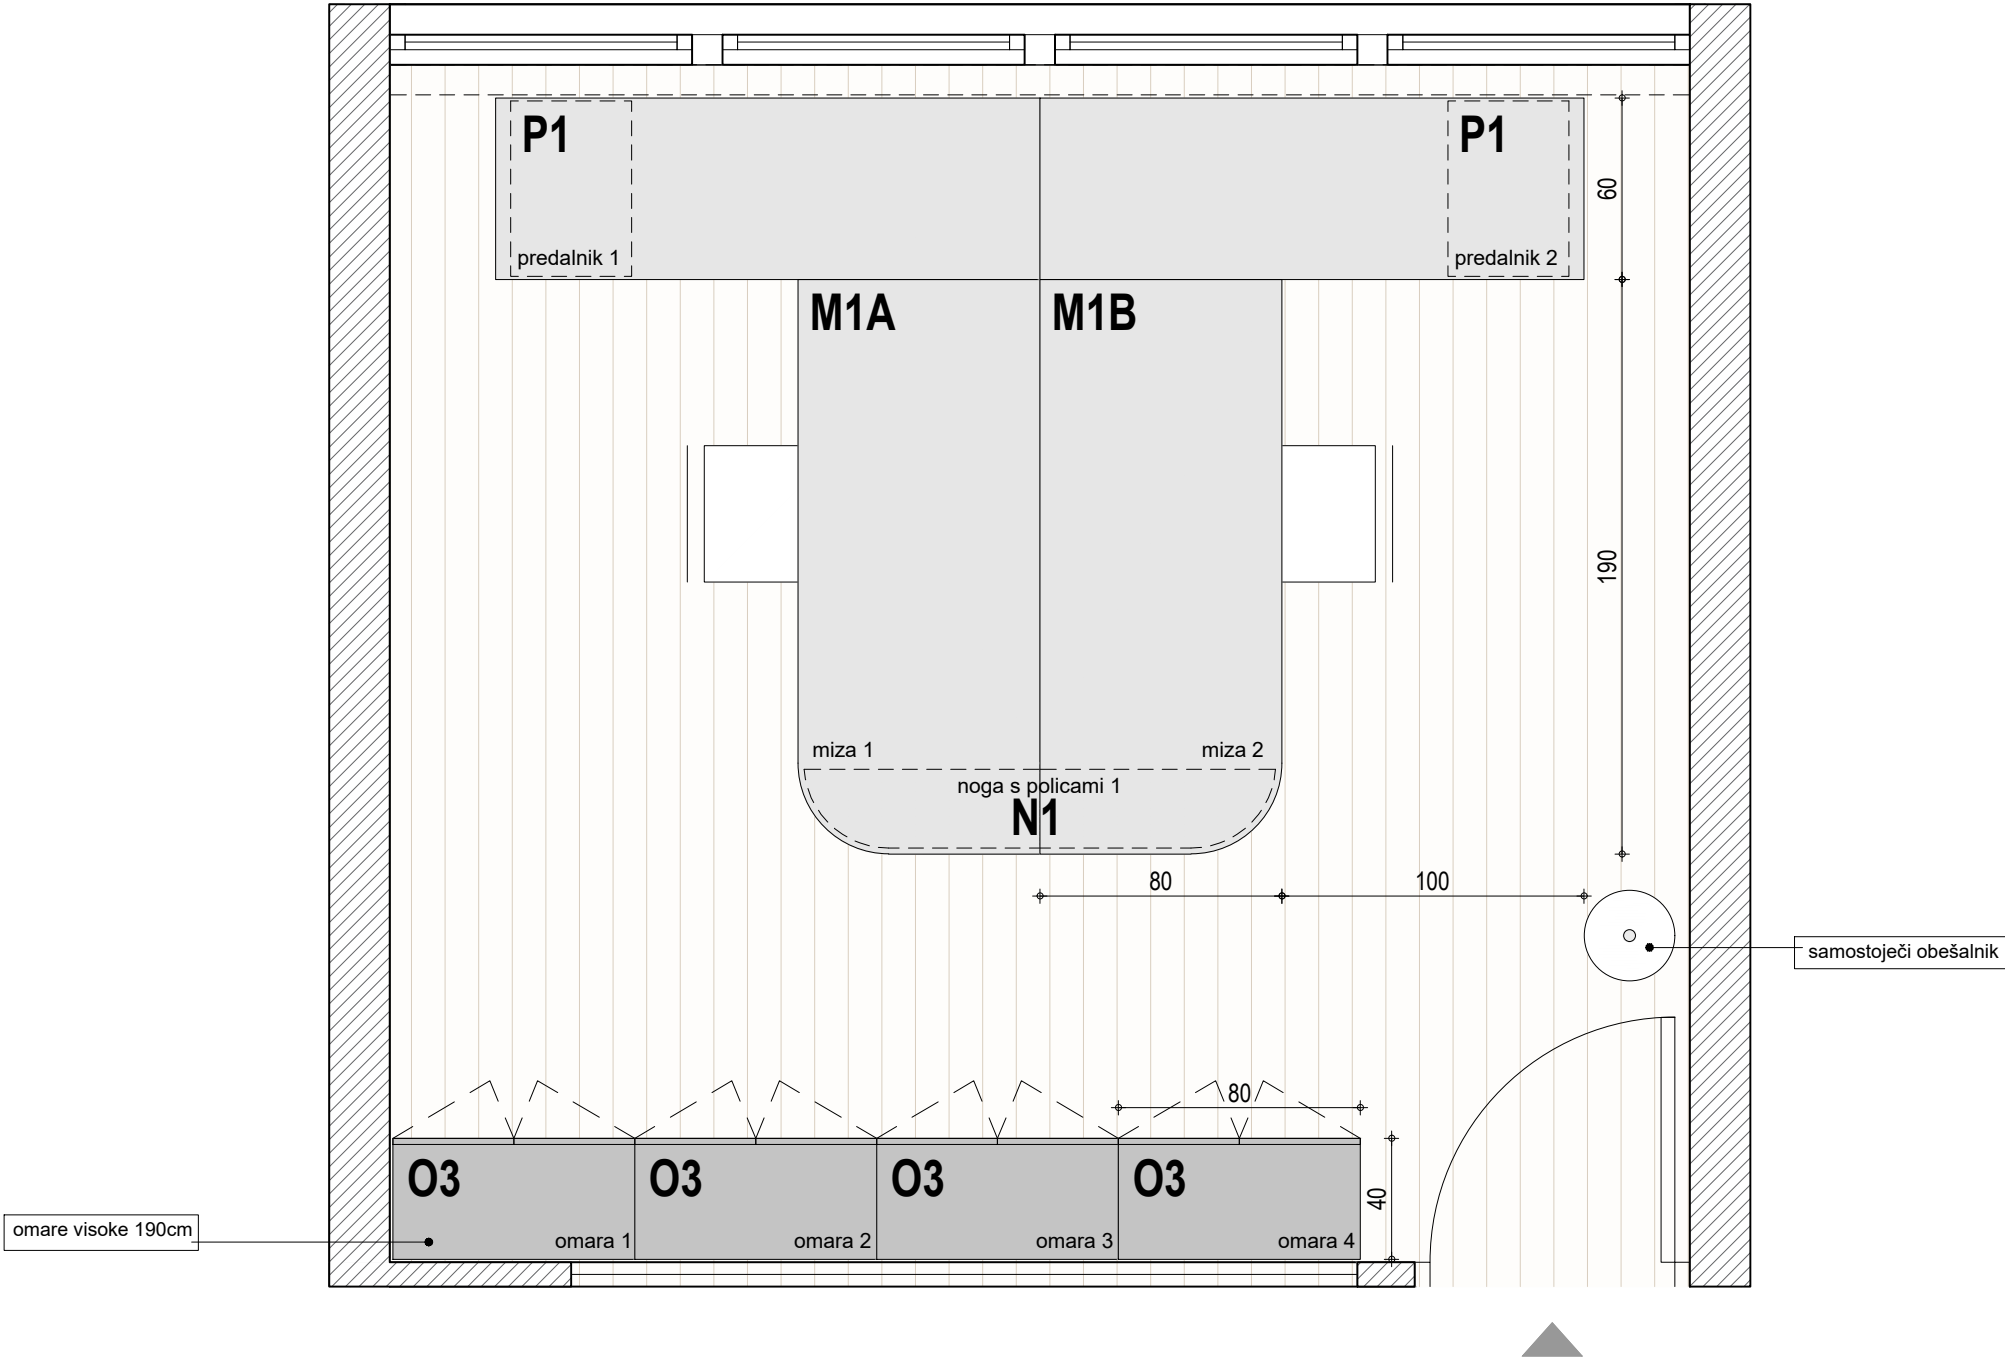 P1
P1
60
predalnik 1
predalnik 2
M1A
M1B
190
miza 1
miza 2
noga s policami 1
N1
80
100
samostoječi obešalnik
80
O3
O3
O3
O3
40
omare visoke 190cm
omara 1
omara 2
omara 3
omara 4